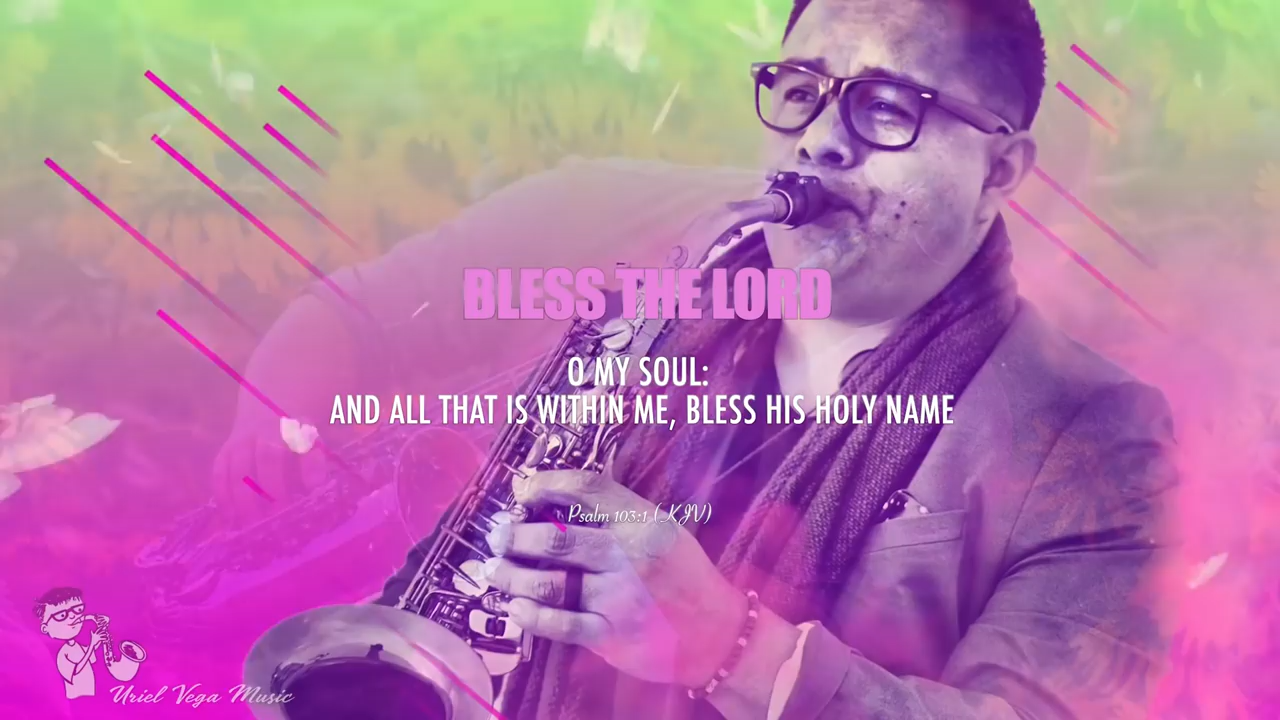 BLESS THE LORD
O MY SOUL:
AND ALL THAT IS WITHIN ME, BLESS HIS HOLY NAME
Psalm 103:1 (KJV)
Uriel Vega Music